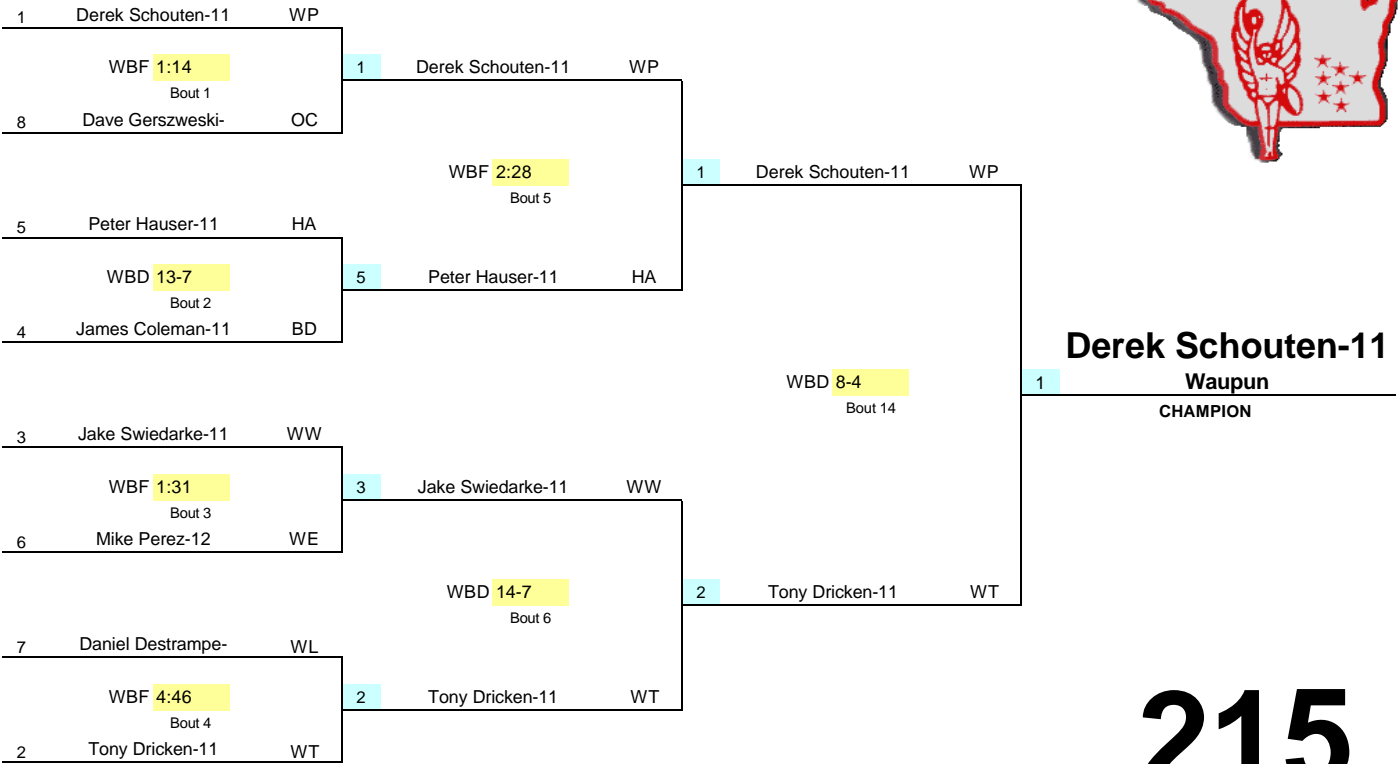 1 Derek Schouten-11 WP
WBF 1:14
Bout 1
8 Dave Gerszweski- OC
1 Derek Schouten-11 WP
WBF 2:28
Bout 5
5 Peter Hauser-11 HA
WBD 13-7
Bout 2
4 James Coleman-11 BD
5 Peter Hauser-11 HA
1 Derek Schouten-11 WP
WBD 8-4
Bout 14
Derek Schouten-11
1 Waupun
CHAMPION
3 Jake Swiedarke-11 WW
WBF 1:31
Bout 3
6 Mike Perez-12 WE
3 Jake Swiedarke-11 WW
WBD 14-7
Bout 6
2 Tony Dricken-11 WT
7 Daniel Destrampe- WL
WBF 4:46
Bout 4
2 Tony Dricken-11 WT
2 Tony Dricken-11 WT
215